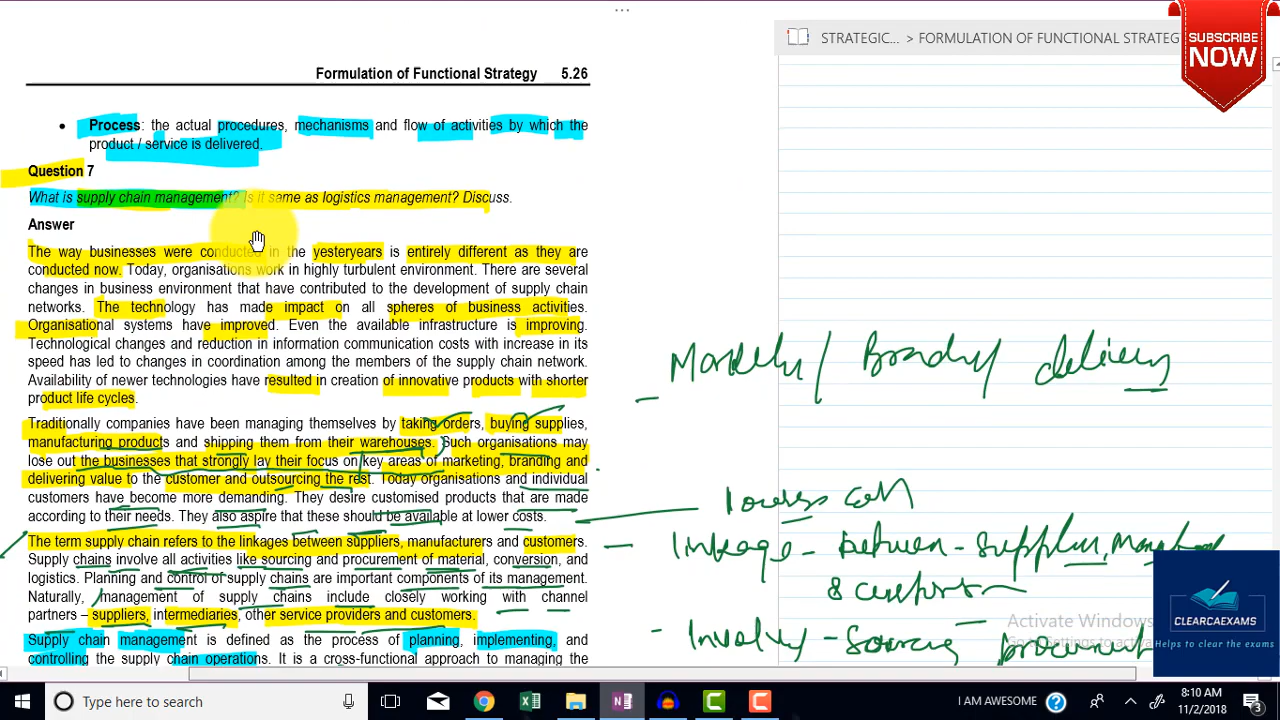 ...
STRATEGIC... > FORMULATION OF FUNCTIONAL STRATEG
SUBSCRIBE
NOW
Formulation of Functional Strategy 5.26
• Process: the actual procedures, mechanisms and flow of activities by which the
product / service is delivered.
Question 7
What is supply chain management? Is it same as logistics management? Discuss.
Answer
The way businesses were conducted in the yesteryears is entirely different as they are
conducted now. Today, organisations work in highly turbulent environment. There are several
changes in business environment that have contributed to the development of supply chain
networks. The technology has made impact on all spheres of business activities.
Organisational systems have improved. Even the available infrastructure is improving.
Technological changes and reduction in information communication costs with increase in its
speed has led to changes in coordination among the members of the supply chain network.
Availability of newer technologies have resulted in creation of innovative products with shorter
product life cycles.
Traditionally companies have been managing themselves by taking orders, buying supplies,
manufacturing products and shipping them from their warehouses. Such organisations may
lose out the businesses that strongly lay their focus on key areas of marketing, branding and
delivering value to the customer and outsourcing the rest. Today organisations and individual
customers have become more demanding. They desire customised products that are made
according to their needs. They also aspire that these should be available at lower costs.
The term supply chain refers to the linkages between suppliers, manufacturers and customers.
Supply chains involve all activities like sourcing and procurement of material, conversion, and
logistics. Planning and control of supply chains are important components of its management.
Naturally, management of supply chains include closely working with channel
partners – suppliers, intermediaries, other service providers and customers.
Supply chain management is defined as the process of planning, implementing, and
controlling the supply chain operations. It is a cross-functional approach to managing the
/ delivery
linkage - between - 
& 
- sourcing
Activate Windows
CLEARCAEXAMS
Helps to clear the exams
Type here to search
I AM AWESOME
8:10 AM
11/2/2018
3